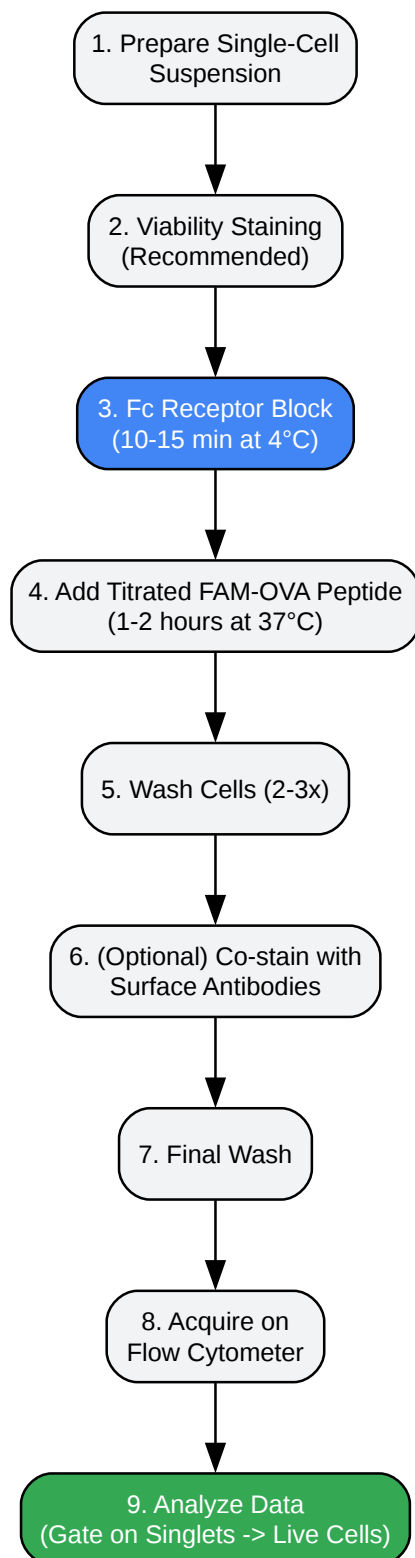 1. Prepare Single-Cell
Suspension
2. Viability Staining
(Recommended)
3. Fc Receptor Block
(10-15 min at 4°C)
4. Add Titrated FAM-OVA Peptide
(1-2 hours at 37°C)
5. Wash Cells (2-3x)
6. (Optional) Co-stain with
Surface Antibodies
7. Final Wash
8. Acquire on
Flow Cytometer
9. Analyze Data
(Gate on Singlets -> Live Cells)